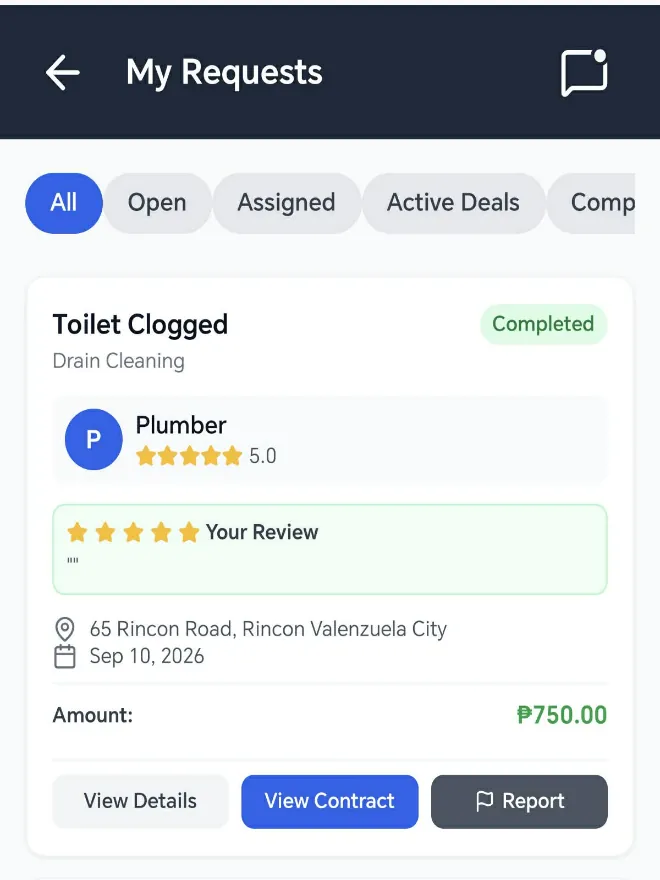 My Requests
All
Open
Assigned
Active Deals
Comp
Toilet Clogged
Completed
Drain Cleaning
P
Plumber
5.0
Your Review
""
65 Rincon Road, Rincon Valenzuela City
Sep 10, 2026
Amount:
₱750.00
View Details
View Contract
Report